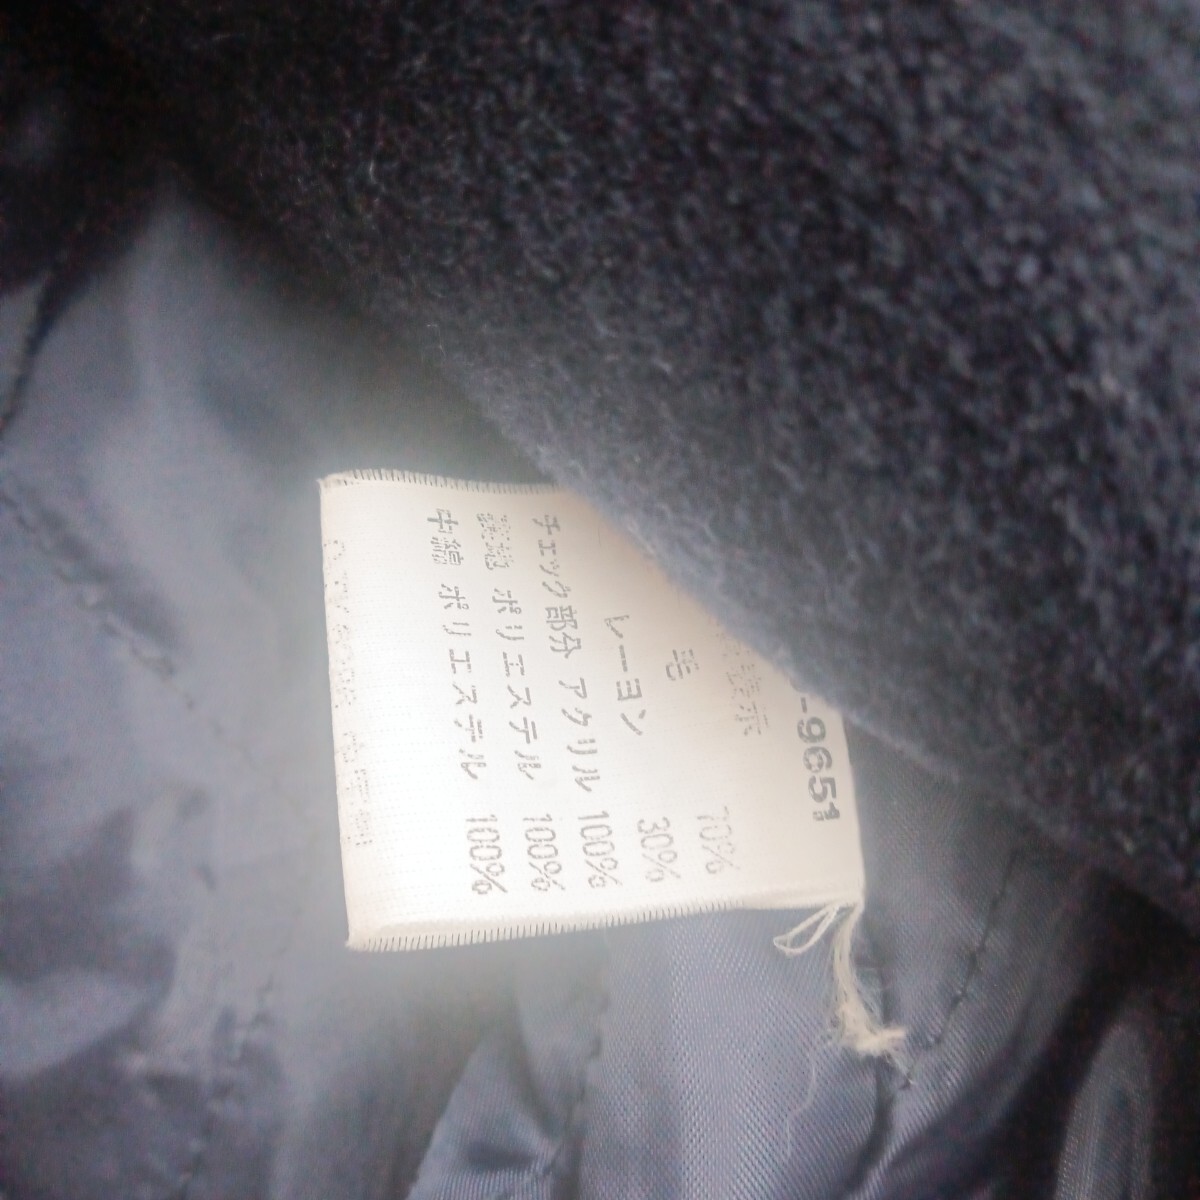 -9651
毛 70%
レーヨン 30%
チェック部分 アクリル 100%
裏地 ポリエステル 100%
中綿 ポリエステル 100%